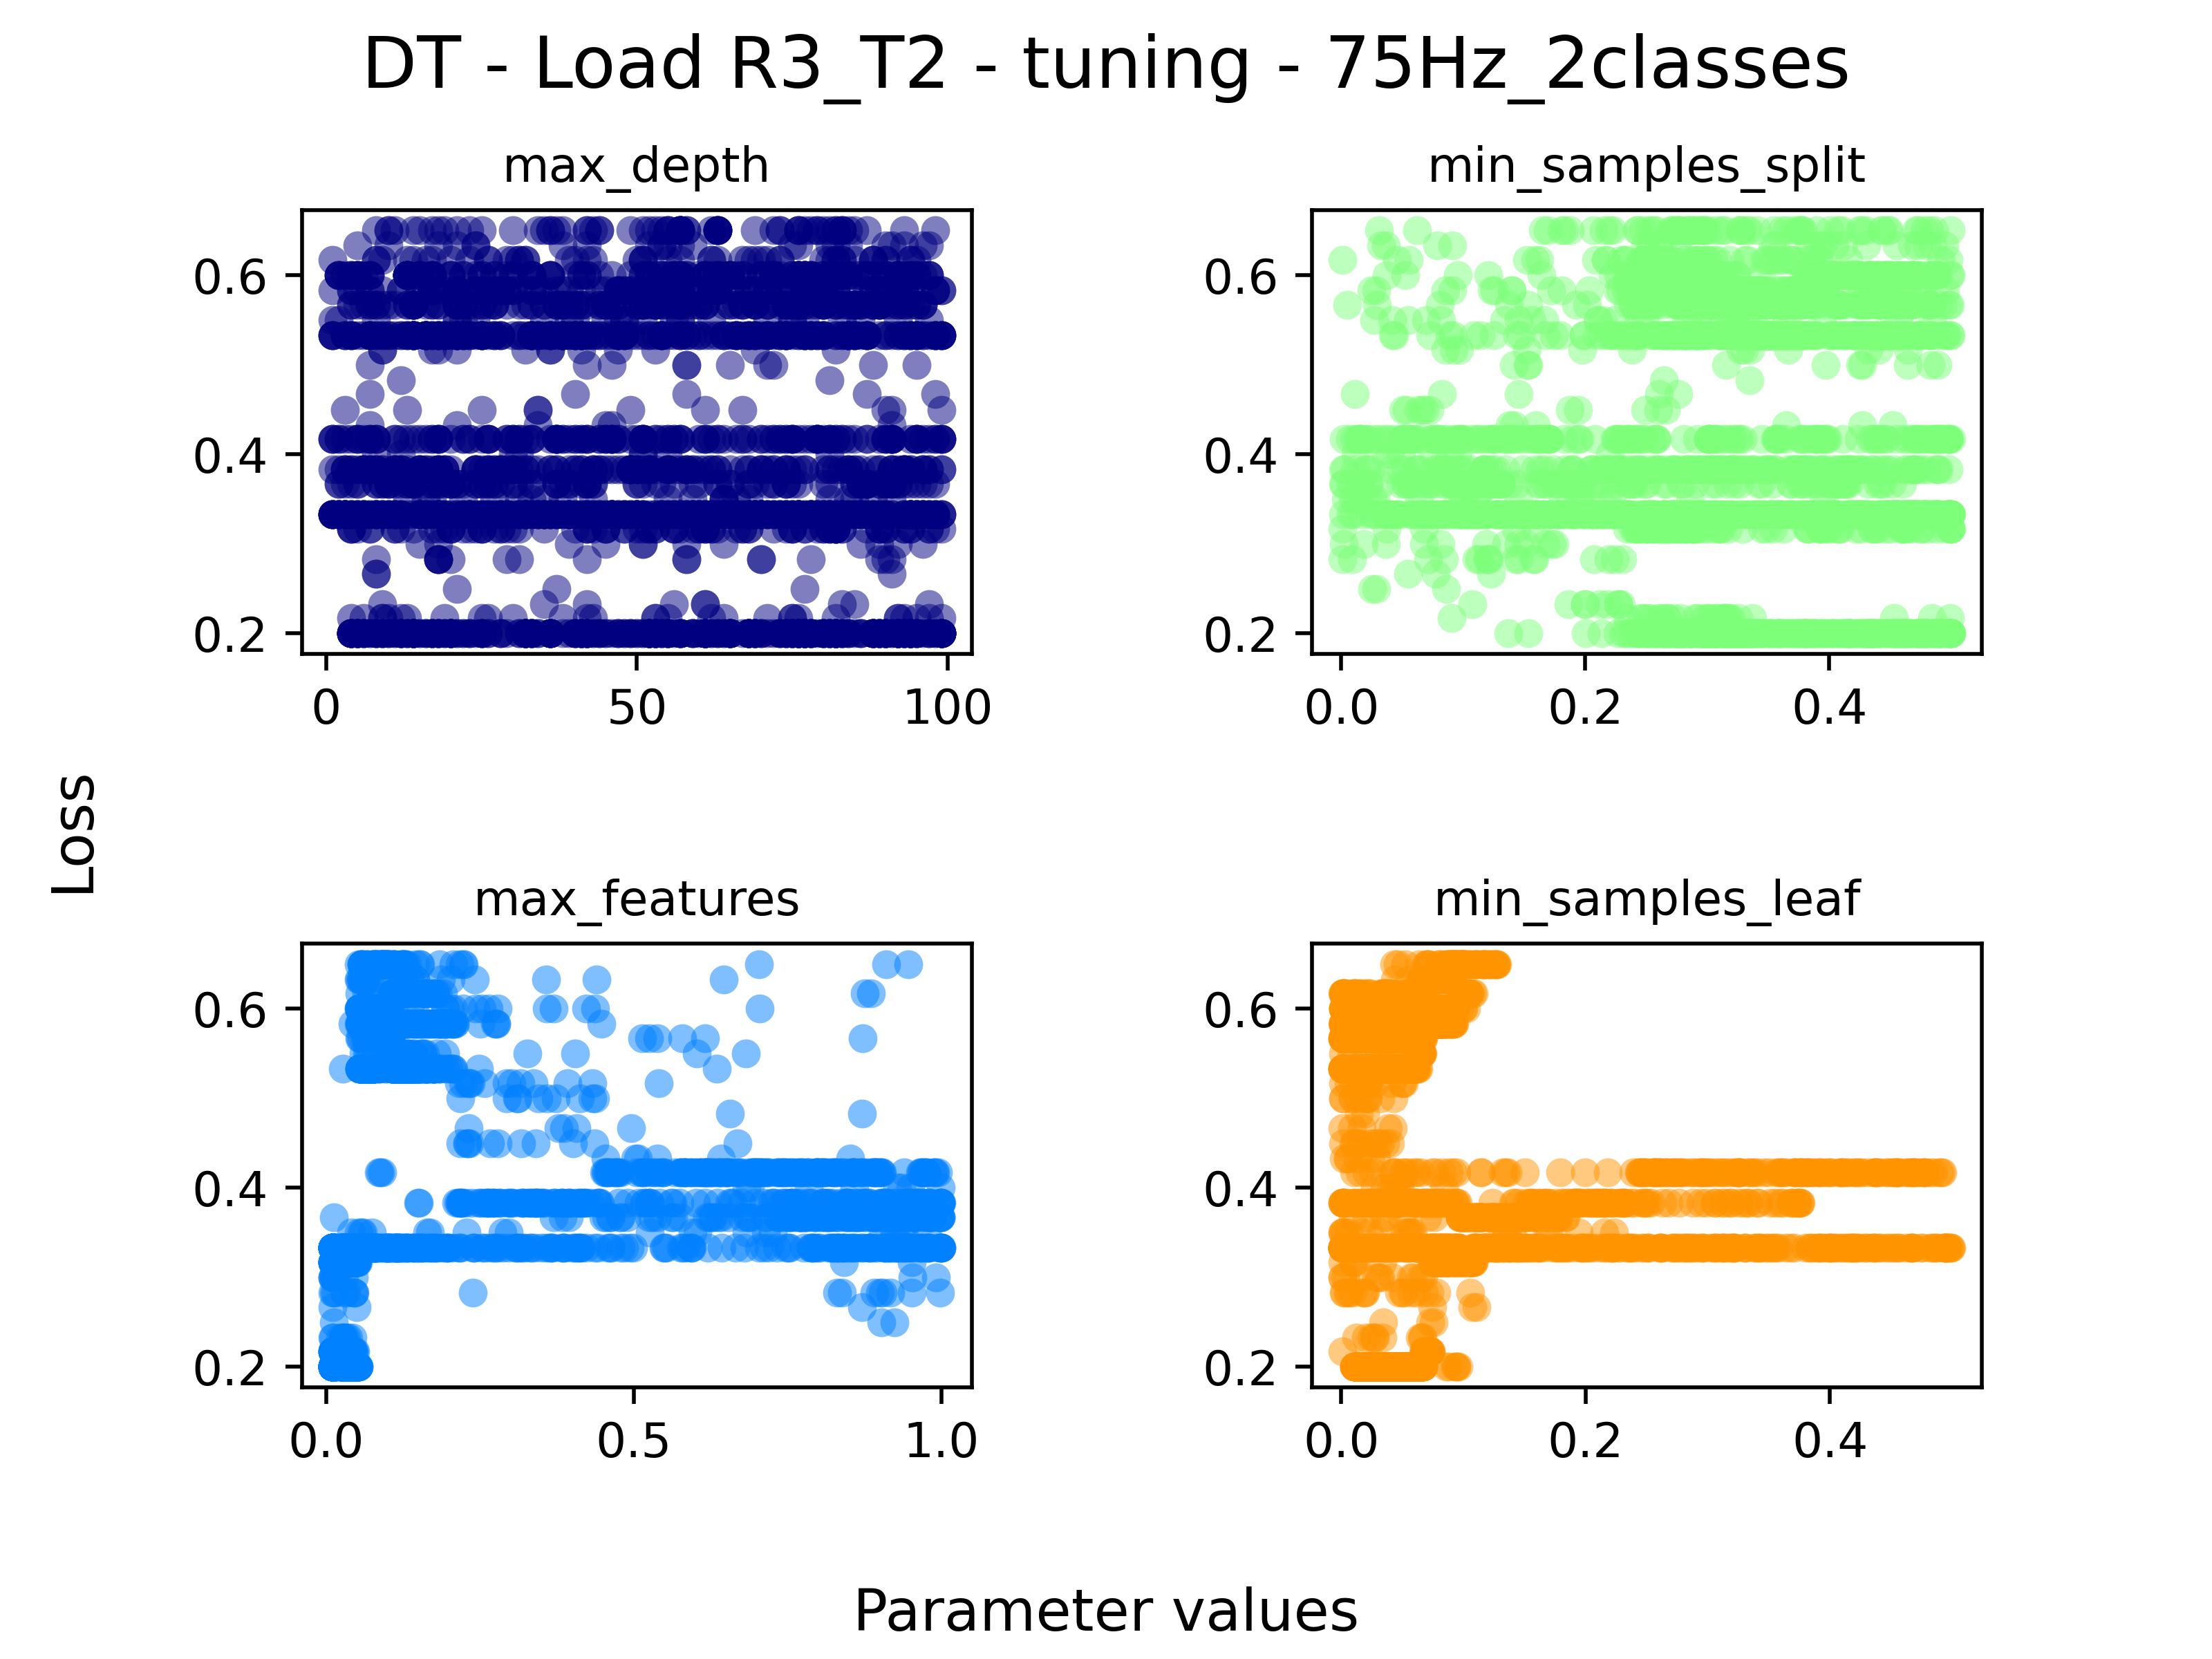 DT - Load R3_T2 - tuning - 75Hz_2classes
max_depth
0.6
0.4
0.2
0 50 100
min_samples_split
0.6
0.4
0.2
0.0 0.2 0.4
Loss
max_features
0.6
0.4
0.2
0.0 0.5 1.0
min_samples_leaf
0.6
0.4
0.2
0.0 0.2 0.4
Parameter values